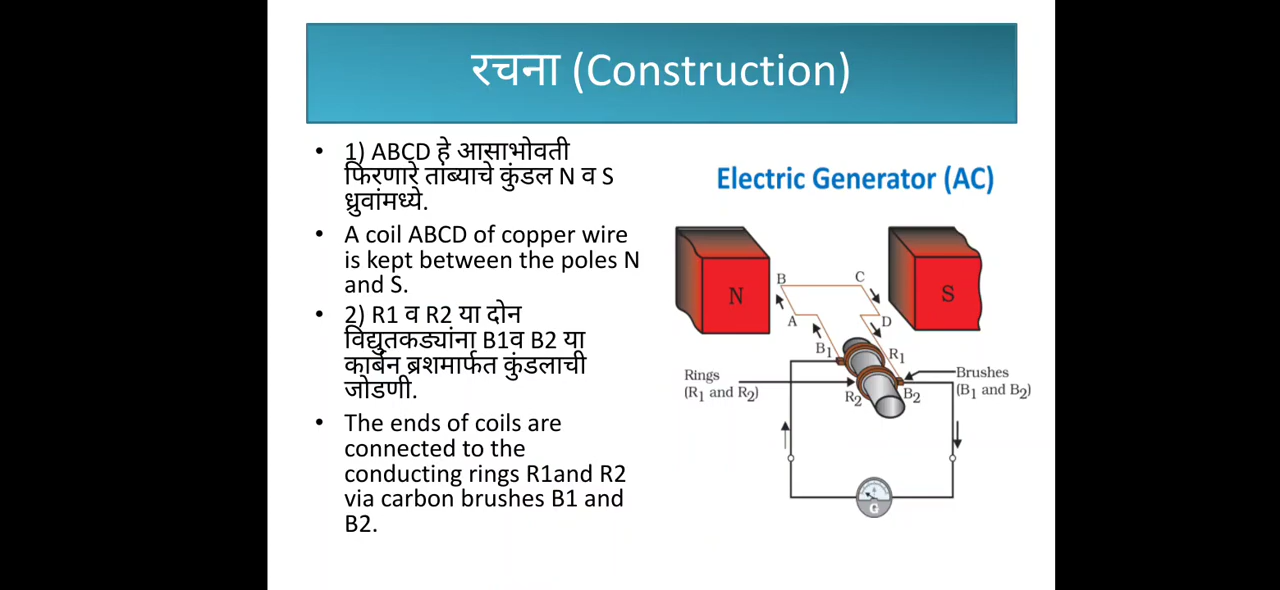 रचना (Construction)
• 1) ABCD हे आसाभोवती
फिरणारे तांब्याचे कुंडल N व S
ध्रुवांमध्ये.
• A coil ABCD of copper wire
is kept between the poles N
and S.
• 2) R1 व R2 या दोन
विद्युतकड्यांना B1व B2 या
कार्बन ब्रशमार्फत कुंडलाची
जोडणी.
• The ends of coils are
connected to the
conducting rings R1and R2
via carbon brushes B1 and
B2.
Electric Generator (AC)
N
S
B
C
A
D
B₁
R₁
Rings
(R₁ and R₂)
R₂
B₂
Brushes
(B₁ and B₂)
G